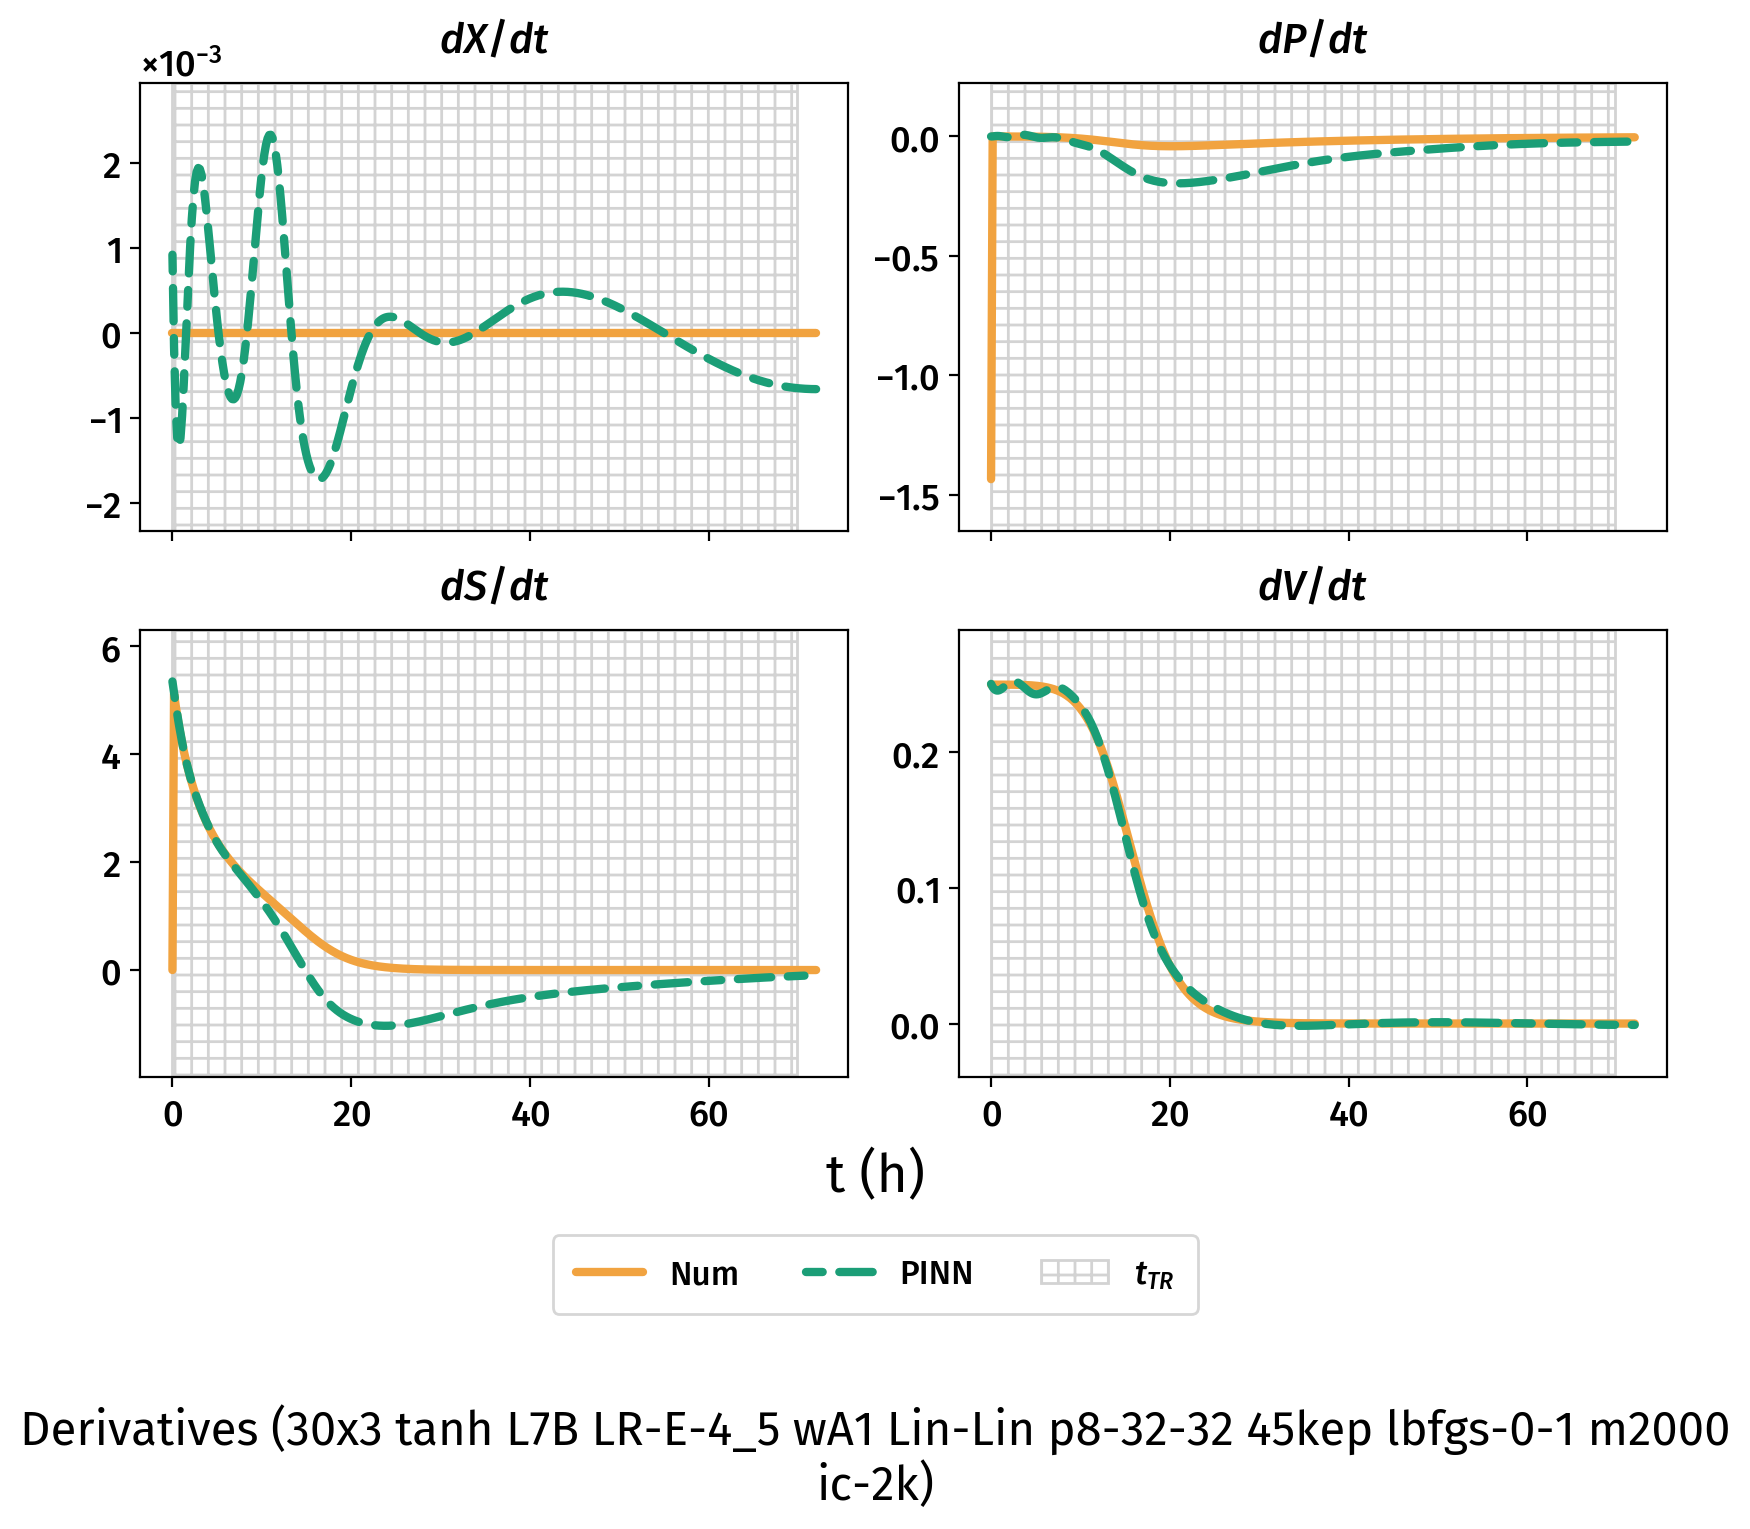 dX/dt
dP/dt
×10⁻³
2
1
0
−1
−2
0.0
−0.5
−1.0
−1.5
dS/dt
dV/dt
6
4
2
0
0.2
0.1
0.0
0 20 40 60
0 20 40 60
t (h)
Num PINN t_TR
Derivatives (30x3 tanh L7B LR-E-4_5 wA1 Lin-Lin p8-32-32 45kep lbfgs-0-1 m2000
ic-2k)